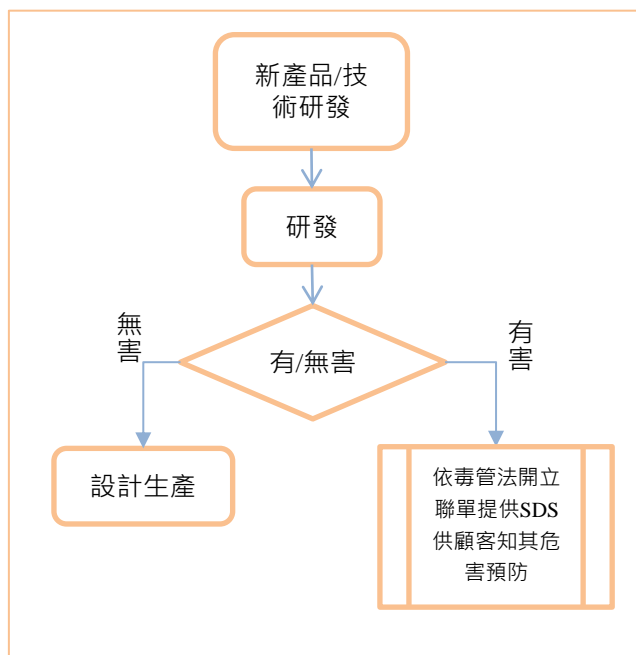 新產品/技
術研發
研發
無害
有/無害
有害
設計生產
依毒管法開立
聯單提供SDS
供顧客知其危
害預防